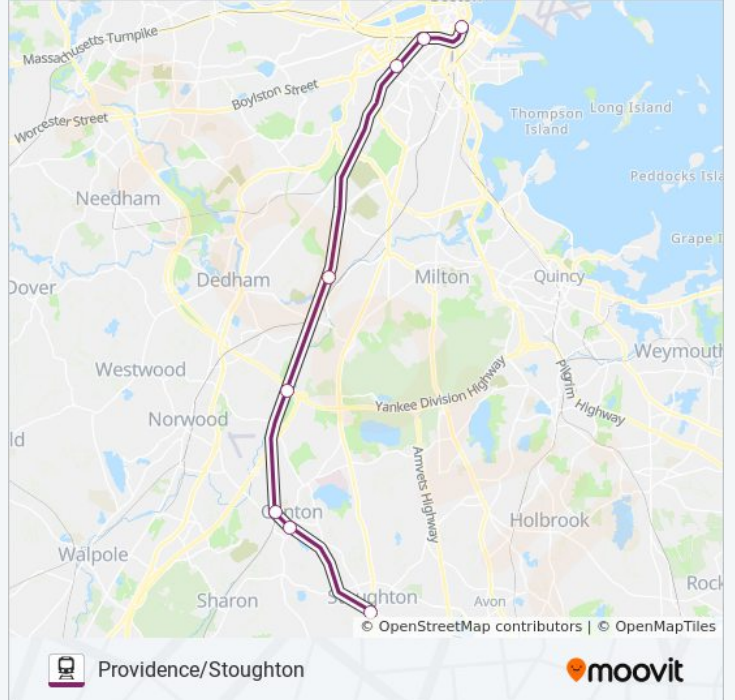 Massachusetts Turnpike
Boylston Street
Worcester Street
Thompson
Island
Long Island
Peddocks Isla
Needham
Grape I
Dover
Dedham
Milton
Quincy
Westwood
Weymouth
Yankee Division Highway
Pilgrim
Highway
Norwood
ld
Amvets Highway
Canton
Holbrook
Walpole
Rock
Sharon
Stoughton
Avon
© OpenStreetMap contributors | © OpenMapTiles
Providence/Stoughton
moovit